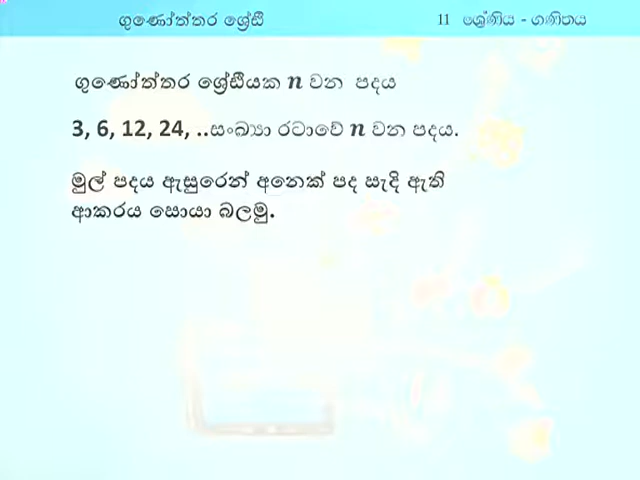 ගුණෝත්තර ශ්‍රේඪී
11 ශ්‍රේණිය - ගණිතය
ගුණෝත්තර ශ්‍රේඪියක n වන පදය
3, 6, 12, 24, ..සංඛ්‍යා රටාවේ n වන පදය.
මුල් පදය ඇසුරෙන් අනෙක් පද සැදි ඇති
ආකරය සොයා බලමු.